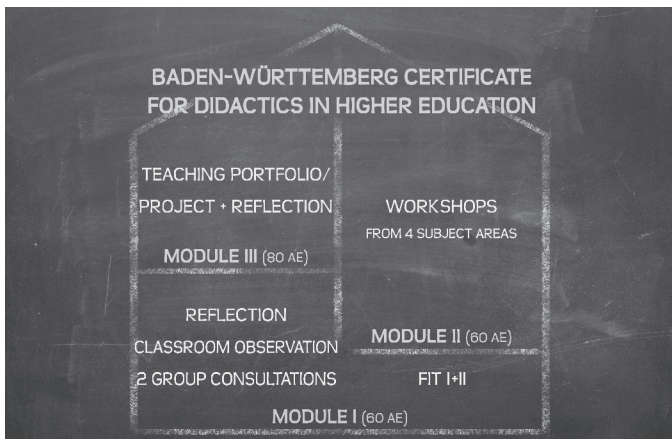 BADEN-WÜRTTEMBERG CERTIFICATE
FOR DIDACTICS IN HIGHER EDUCATION
TEACHING PORTFOLIO/
PROJECT + REFLECTION
MODULE III (80 AE)
WORKSHOPS
FROM 4 SUBJECT AREAS
MODULE II (60 AE)
REFLECTION
CLASSROOM OBSERVATION
2 GROUP CONSULTATIONS
FIT I+II
MODULE I (60 AE)